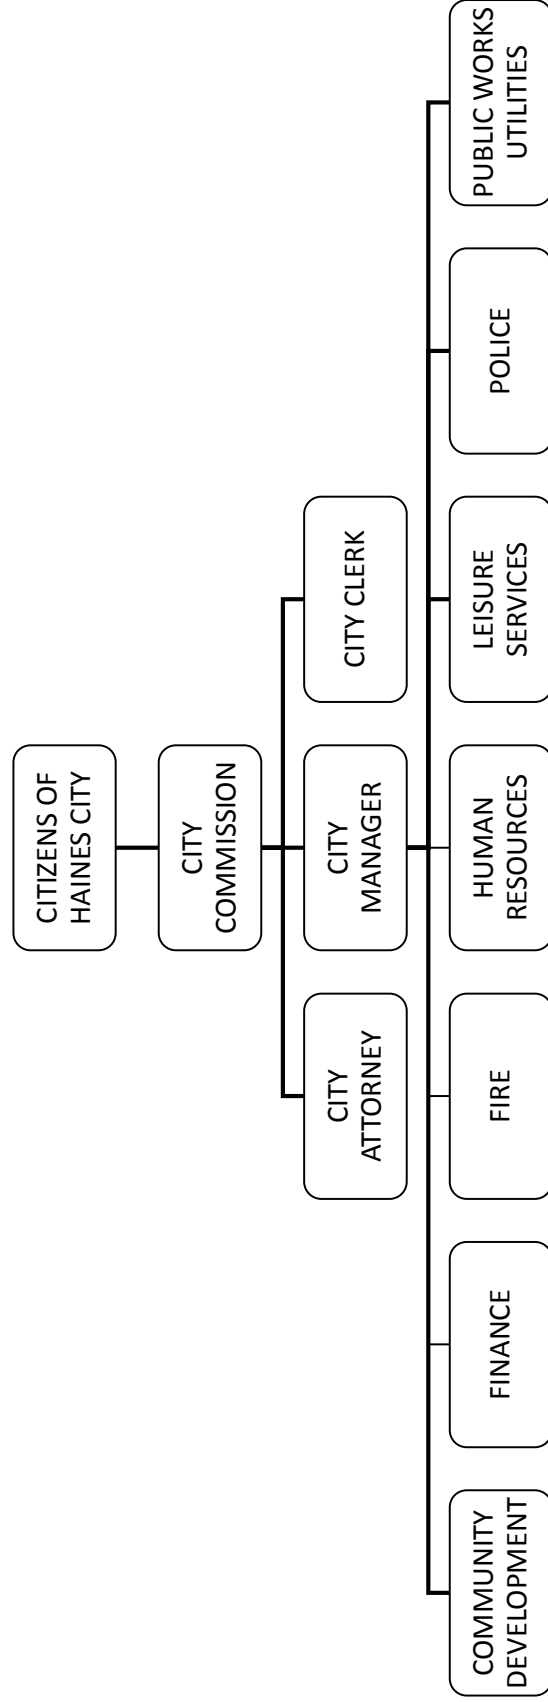 CITIZENS OF
HAINES CITY
CITY
COMMISSION
CITY
ATTORNEY
CITY
MANAGER
CITY CLERK
COMMUNITY
DEVELOPMENT
FINANCE
FIRE
HUMAN
RESOURCES
LEISURE
SERVICES
POLICE
PUBLIC WORKS
UTILITIES